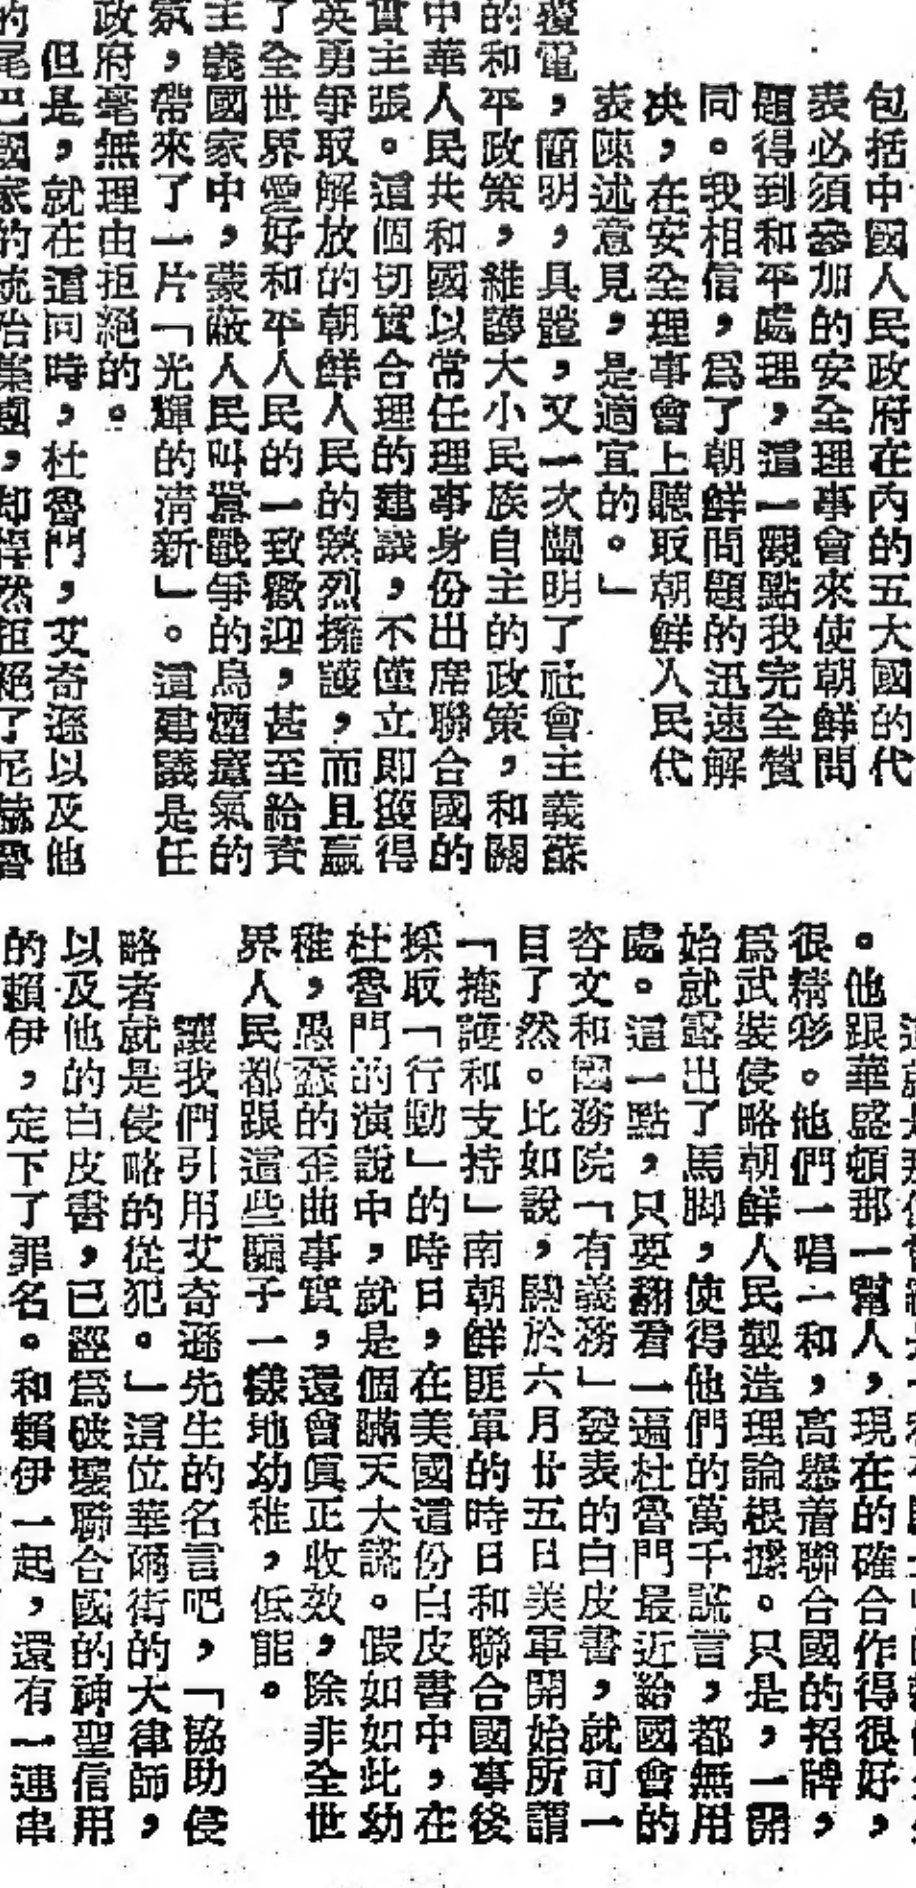 包括中國人民政府在內的五大國的代
表必須參加的安全理事會來使朝鮮問
題得到和平處理，這一觀點我完全贊
同。我相信，爲了朝鮮問題的迅速解
决，在安全理事會上聽取朝鮮人民代
表陳述意見，是適宜的。」
覆電，簡明，具體，又一次闡明了社會主義蘇
的和平政策，維護大小民族自主的政策，和關
中華人民共和國以常任理事身份出席聯合國的
實主張。這個切實合理的建議，不僅立即獲得
英勇爭取解放的朝鮮人民的熱烈擁護，而且贏
了全世界愛好和平人民的一致歡迎，甚至給資
主義國家中，蒙蔽人民叫囂戰爭的烏煙瘴氣的
氛，帶來了一片「光輝的清新」。這建議是任
政府毫無理由拒絕的。
但是，就在這同時，杜魯門，艾奇遜以及他
的尾巴國家的統治集團，却悍然拒絕了尼赫魯
。他跟華盛頓那一幫人，現在的確合作得很好，
很精彩。他們一唱一和，高舉着聯合國的招牌，
爲武裝侵略朝鮮人民製造理論根據。只是，一開
始就露出了馬脚，使得他們的萬千謊言，都無用
處。這一點，只要翻看一遍杜魯門最近給國會的
咨文和國務院「有義務」發表的白皮書，就可一
目了然。比如說，關於六月廿五日美軍開始所謂
「掩護和支持」南朝鮮匪軍的時日和聯合國事後
採取「行動」的時日，在美國這份白皮書中，在
杜魯門的演說中，就是個瞞天大謊。假如如此幼
稚，愚蠢的歪曲事實，還會眞正收效，除非全世
界人民都跟這些騙子一樣地幼稚，低能。
讓我們引用艾奇遜先生的名言吧，「協助侵
略者就是侵略的從犯。」這位華爾街的大律師，
以及他的白皮書，已經爲破壞聯合國的神聖信用
的賴伊，定下了罪名。和賴伊一起，還有一連串